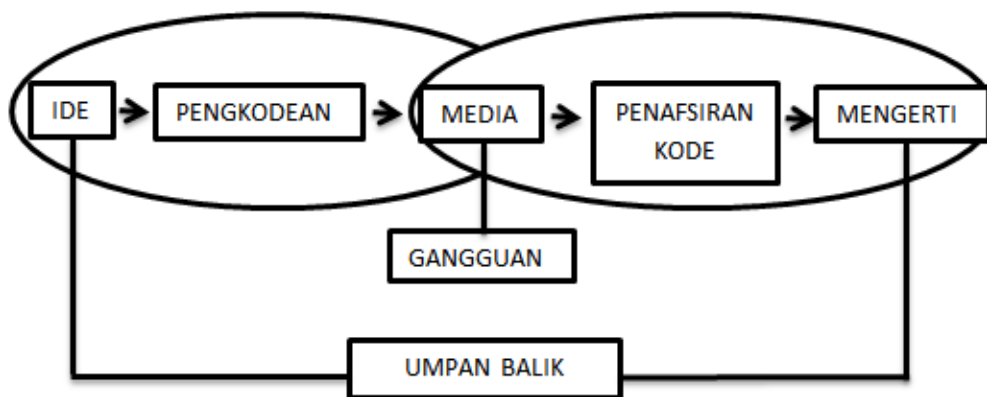 IDE
PENGKODEAN
MEDIA
PENAFSIRAN
KODE
MENGERTI
GANGGUAN
UMPAN BALIK